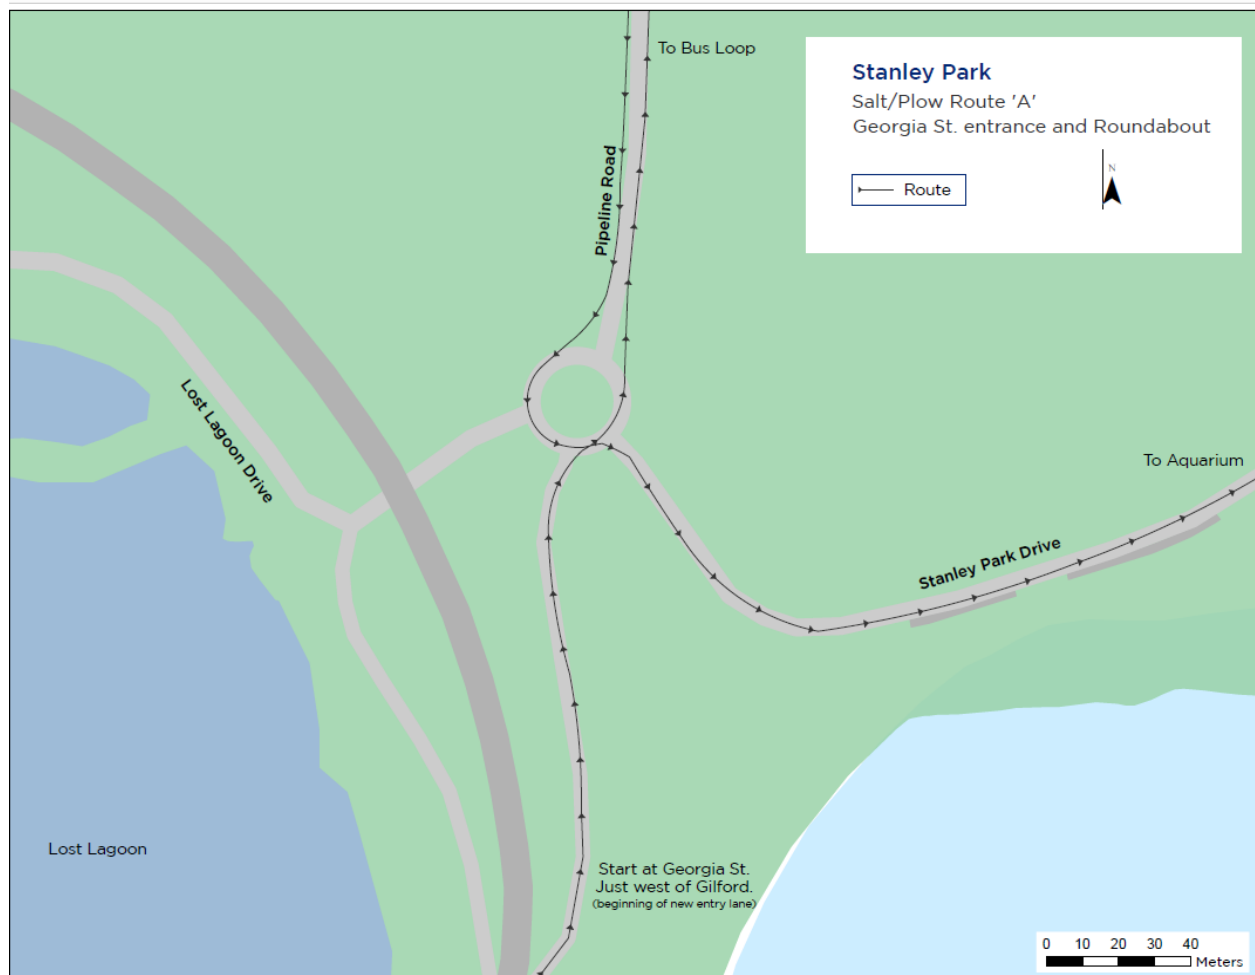 To Bus Loop
Stanley Park
Salt/Plow Route 'A'
Georgia St. entrance and Roundabout
N
Route
Pipeline Road
Lost Lagoon Drive
To Aquarium
Stanley Park Drive
Lost Lagoon
Start at Georgia St.
Just west of Gilford.
(beginning of new entry lane)
0 10 20 30 40
Meters